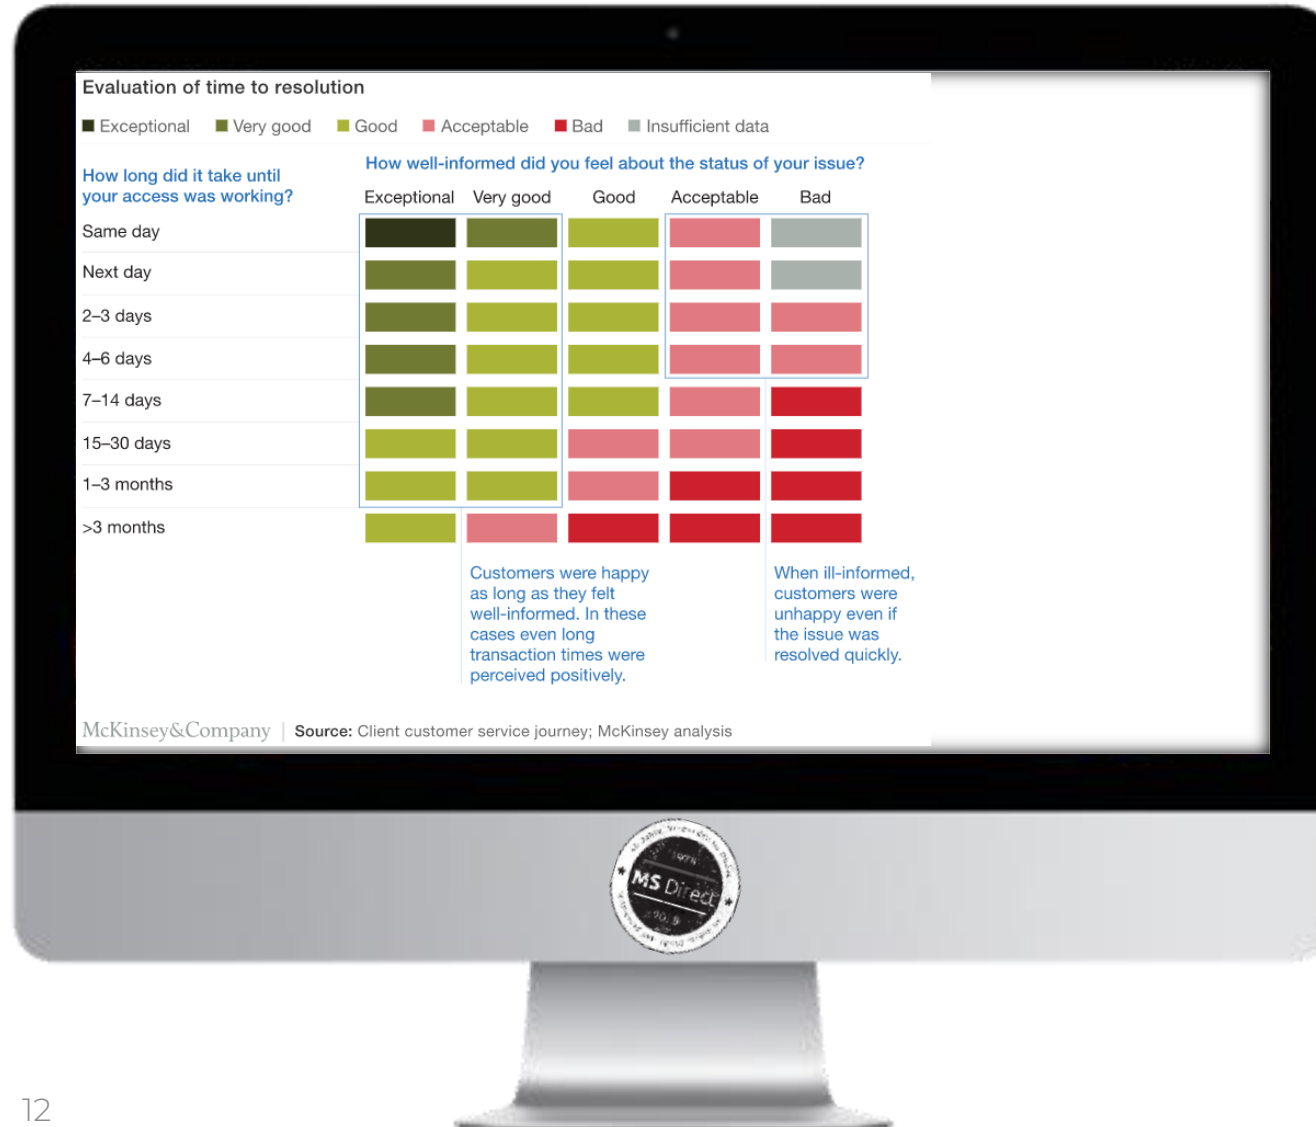 Evaluation of time to resolution
Exceptional Very good Good Acceptable Bad Insufficient data
How long did it take until
your access was working?
How well-informed did you feel about the status of your issue?
Exceptional Very good Good Acceptable Bad
Same day
Next day
2–3 days
4–6 days
7–14 days
15–30 days
1–3 months
>3 months
Customers were happy
as long as they felt
well-informed. In these
cases even long
transaction times were
perceived positively.
When ill-informed,
customers were
unhappy even if
the issue was
resolved quickly.
McKinsey&Company | Source: Client customer service journey; McKinsey analysis
MS Direct
12